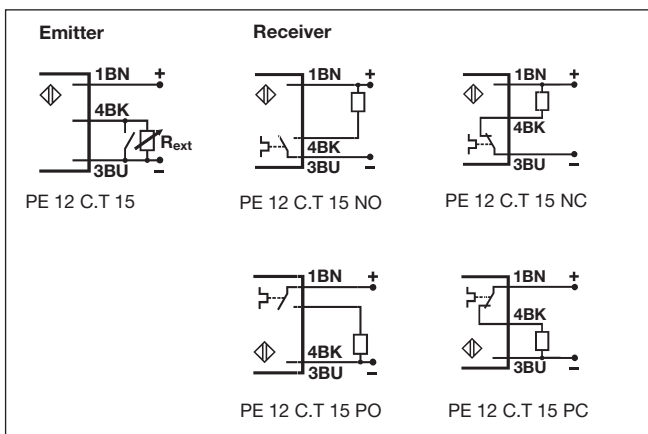 Emitter
Receiver
1BN +
4BK
Rext
3BU −
PE 12 C.T 15
1BN +
4BK
3BU −
PE 12 C.T 15 NO
1BN +
4BK
3BU −
PE 12 C.T 15 NC
1BN +
4BK
3BU −
PE 12 C.T 15 PO
1BN +
4BK
3BU −
PE 12 C.T 15 PC